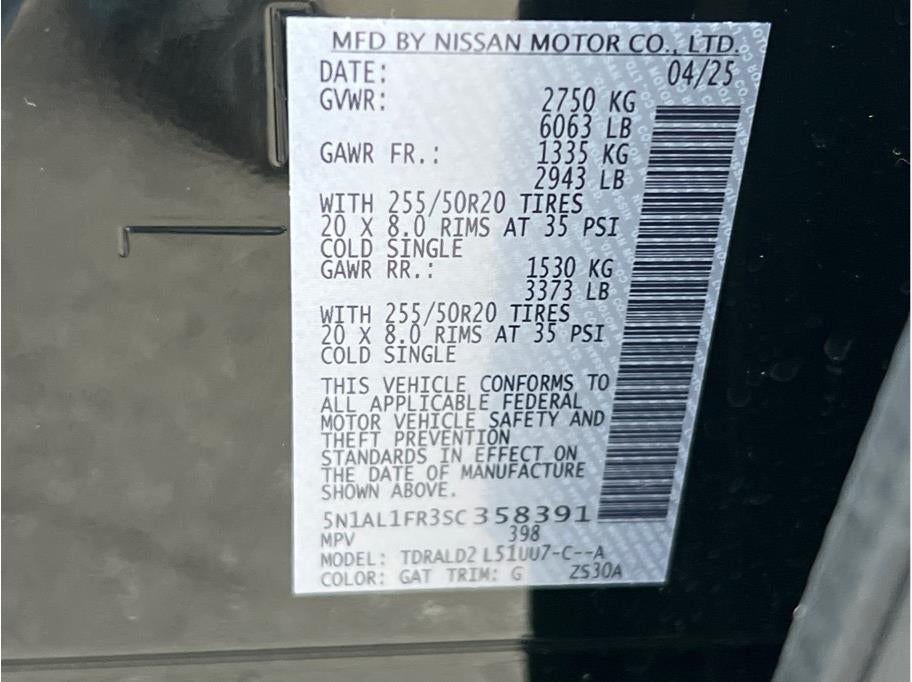 MFD BY NISSAN MOTOR CO., LTD.
DATE: 04/25
GVWR: 2750 KG
6063 LB
GAWR FR.: 1335 KG
2943 LB
WITH 255/50R20 TIRES
20 X 8.0 RIMS AT 35 PSI
COLD SINGLE
GAWR RR.: 1530 KG
3373 LB
WITH 255/50R20 TIRES
20 X 8.0 RIMS AT 35 PSI
COLD SINGLE
THIS VEHICLE CONFORMS TO
ALL APPLICABLE FEDERAL
MOTOR VEHICLE SAFETY AND
THEFT PREVENTION
STANDARDS IN EFFECT ON
THE DATE OF MANUFACTURE
SHOWN ABOVE.
5N1AL1FR3SC358391
MPV 398
MODEL: TDRALD2 L51UU7-C--A
COLOR: GAT TRIM: G ZS30A